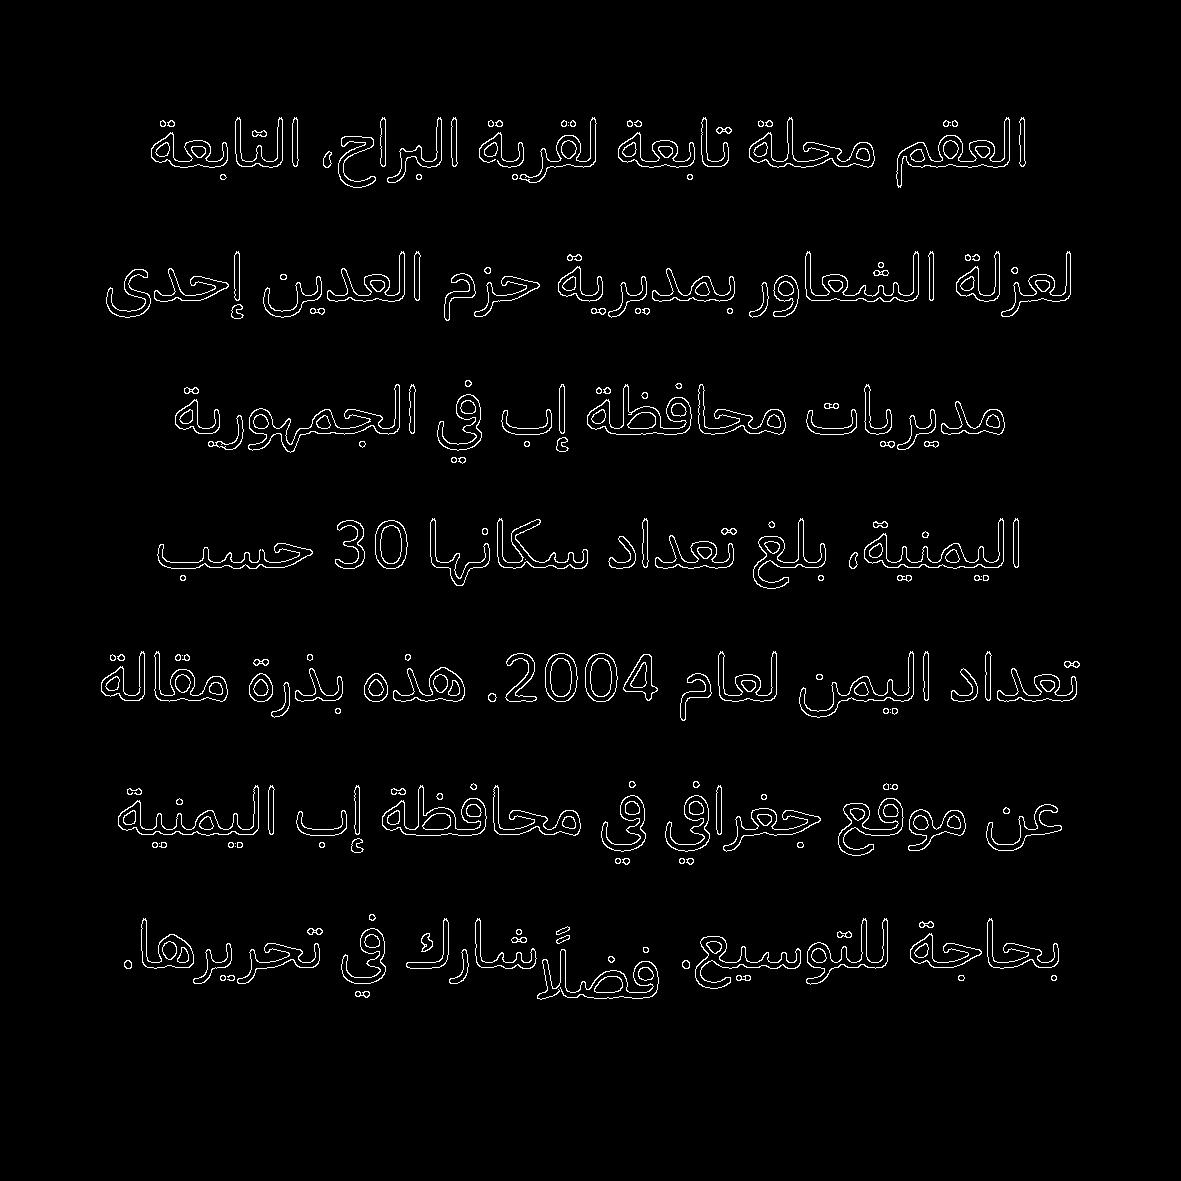 العقم محلة تابعة لقرية البراح، التابعة
لعزلة الشعاور بمديرية حزم العدين إحدى
مديريات محافظة إب في الجمهورية
اليمنية، بلغ تعداد سكانها 30 حسب
تعداد اليمن لعام 2004. هذه بذرة مقالة
عن موقع جغرافي في محافظة إب اليمنية
بحاجة للتوسيع. فضلًا شارك في تحريرها.